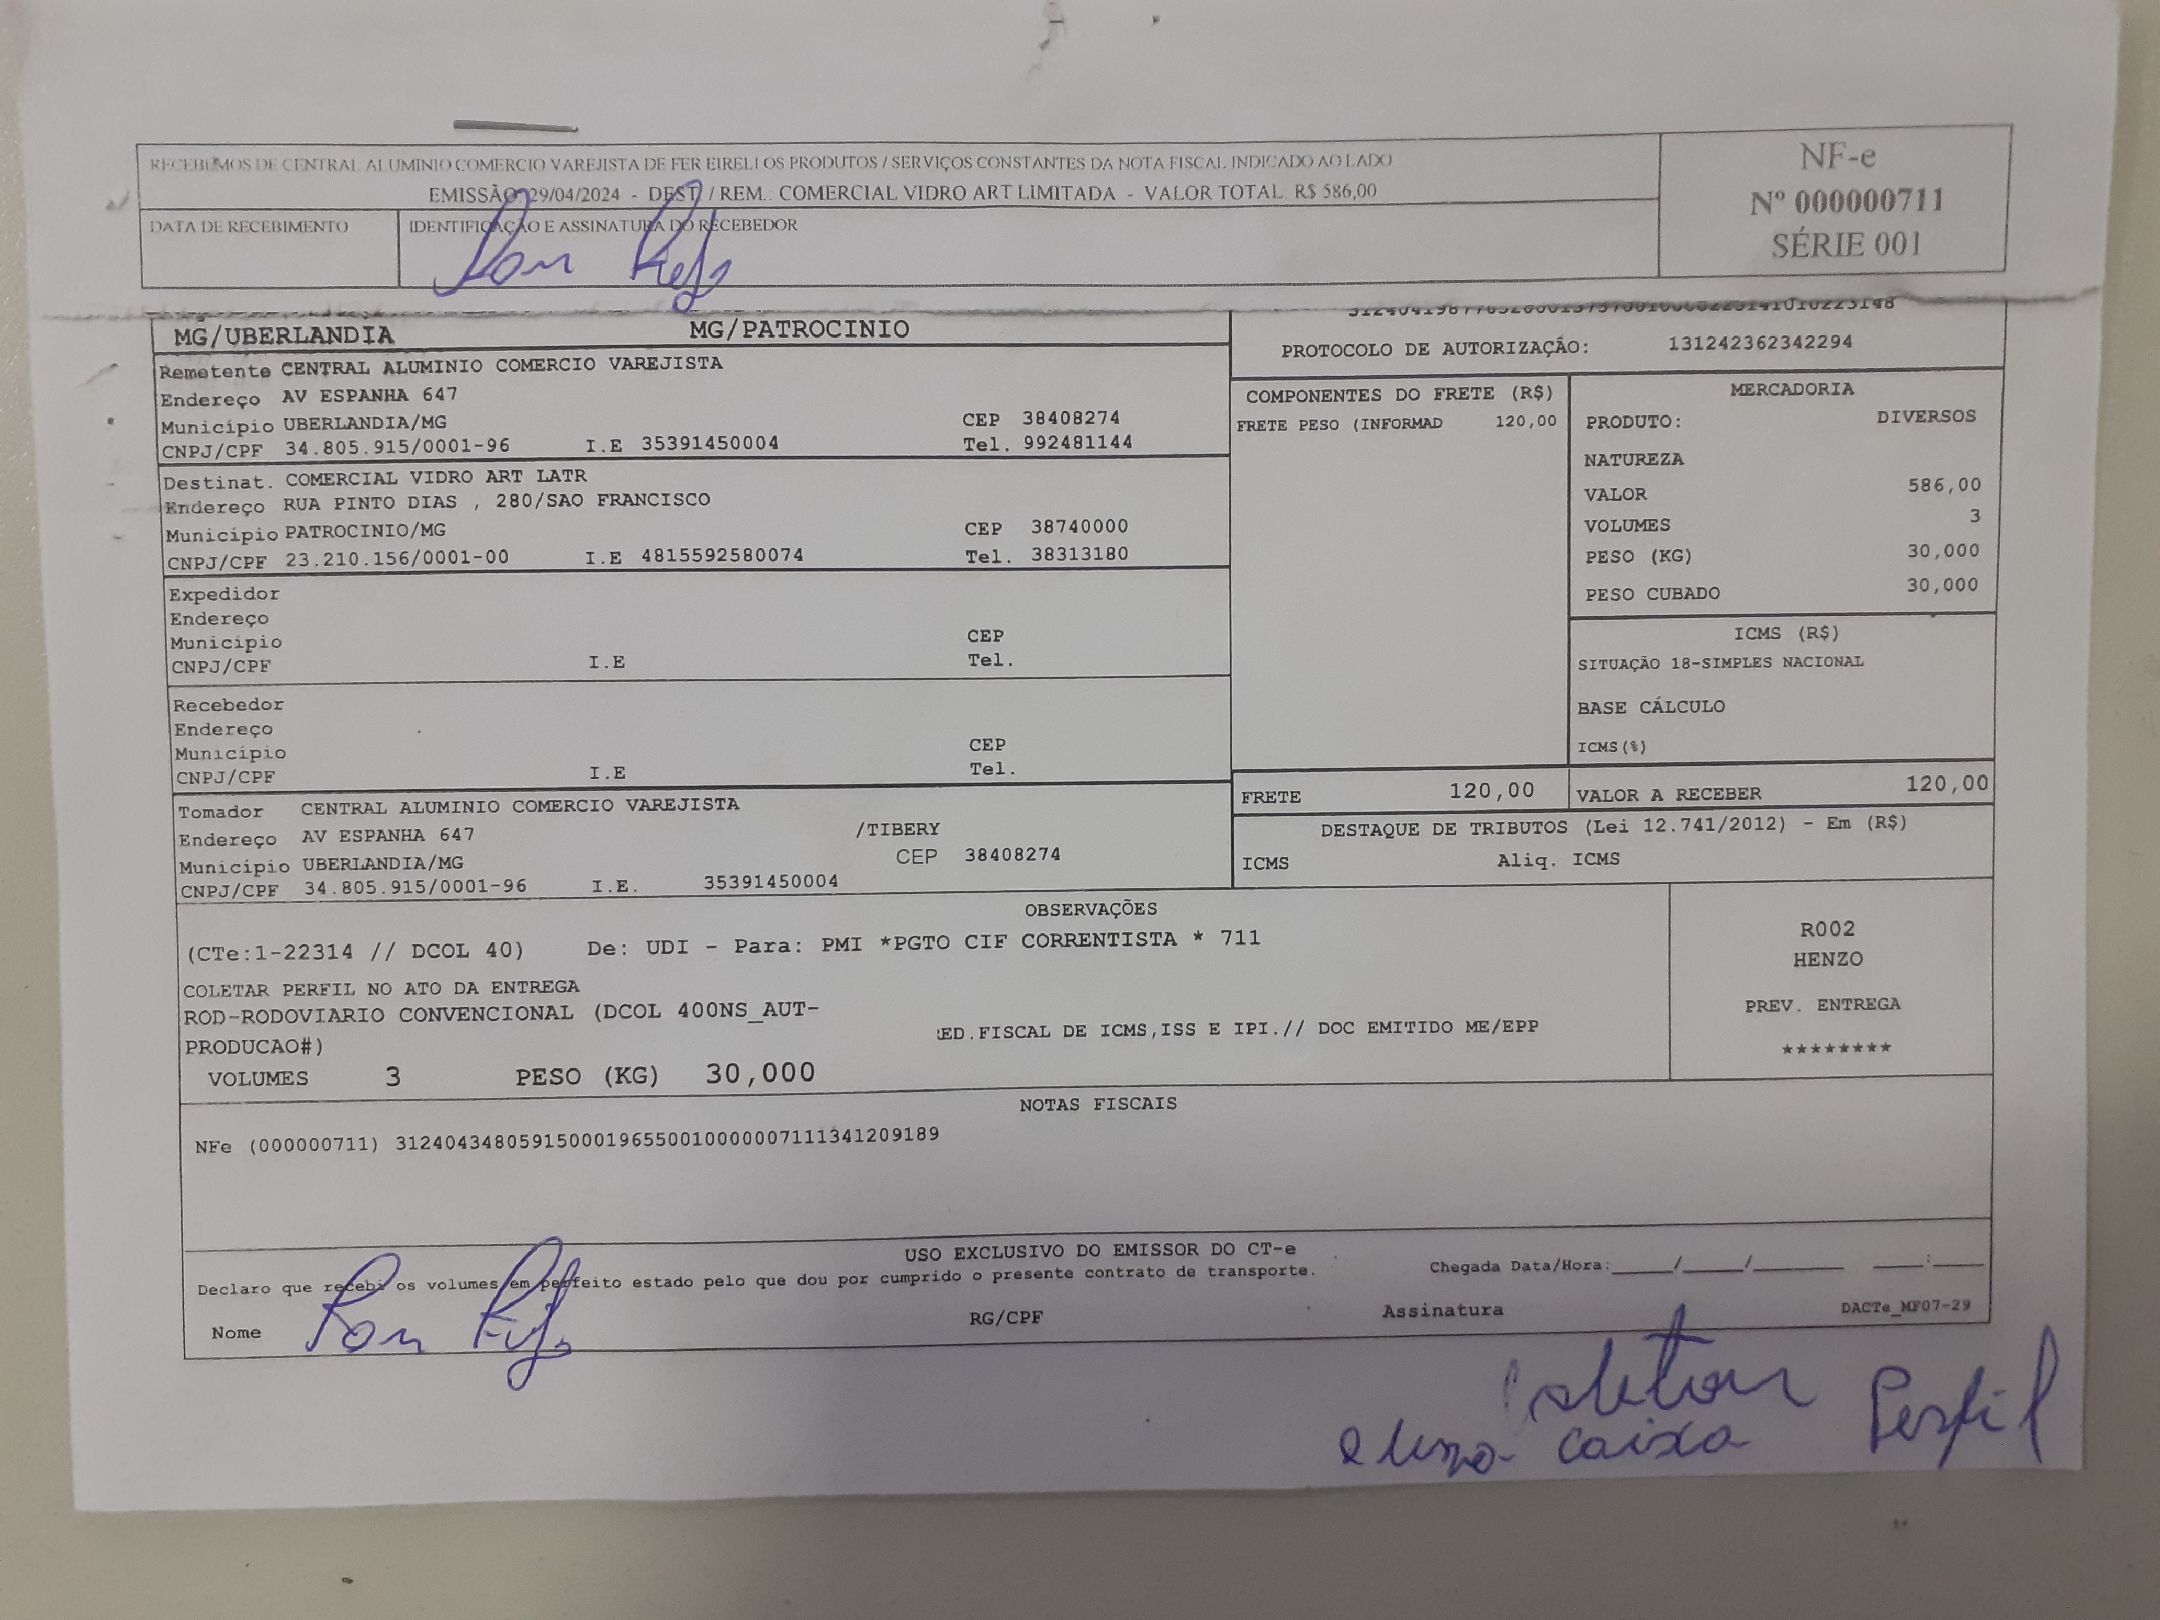 RECEBEMOS DE CENTRAL ALUMINIO COMERCIO VAREJISTA DE FER EIRELI OS PRODUTOS / SERVIÇOS CONSTANTES DA NOTA FISCAL INDICADO AO LADO
EMISSÃO: 29/04/2024 - DEST. / REM.: COMERCIAL VIDRO ART LIMITADA - VALOR TOTAL: R$ 586,00
DATA DE RECEBIMENTO
IDENTIFICAÇÃO E ASSINATURA DO RECEBEDOR
NF-e
Nº 000000711
SÉRIE 001
MG/UBERLANDIA MG/PATROCINIO
PROTOCOLO DE AUTORIZAÇÃO: 131242362342294
Remetente CENTRAL ALUMINIO COMERCIO VAREJISTA
Endereço AV ESPANHA 647
Município UBERLANDIA/MG CEP 38408274
CNPJ/CPF 34.805.915/0001-96 I.E 35391450004 Tel. 992481144
Destinat. COMERCIAL VIDRO ART LATR
Endereço RUA PINTO DIAS , 280/SAO FRANCISCO
Município PATROCINIO/MG CEP 38740000
CNPJ/CPF 23.210.156/0001-00 I.E 4815592580074 Tel. 38313180
Expedidor
Endereço
Município CEP
CNPJ/CPF I.E Tel.
Recebedor
Endereço
Município CEP
CNPJ/CPF I.E Tel.
Tomador CENTRAL ALUMINIO COMERCIO VAREJISTA
Endereço AV ESPANHA 647 /TIBERY
Município UBERLANDIA/MG CEP 38408274
CNPJ/CPF 34.805.915/0001-96 I.E. 35391450004
COMPONENTES DO FRETE (R$)
FRETE PESO (INFORMAD 120,00
MERCADORIA
PRODUTO: DIVERSOS
NATUREZA
VALOR 586,00
VOLUMES 3
PESO (KG) 30,000
PESO CUBADO 30,000
ICMS (R$)
SITUAÇÃO 18-SIMPLES NACIONAL
BASE CÁLCULO
ICMS(%)
FRETE 120,00
VALOR A RECEBER 120,00
DESTAQUE DE TRIBUTOS (Lei 12.741/2012) - Em (R$)
ICMS Aliq. ICMS
OBSERVAÇÕES
(CTe:1-22314 // DCOL 40) De: UDI - Para: PMI *PGTO CIF CORRENTISTA * 711
COLETAR PERFIL NO ATO DA ENTREGA
ROD-RODOVIARIO CONVENCIONAL (DCOL 400NS_AUT-
PRODUCAO#)
ED.FISCAL DE ICMS,ISS E IPI.// DOC EMITIDO ME/EPP
VOLUMES 3 PESO (KG) 30,000
R002
HENZO
PREV. ENTREGA
********
NOTAS FISCAIS
NFe (000000711) 31240434805915000196550010000007111341209189
USO EXCLUSIVO DO EMISSOR DO CT-e
Declaro que recebi os volumes em perfeito estado pelo que dou por cumprido o presente contrato de transporte.
Chegada Data/Hora:_____/_____/________ ____:____
Nome RG/CPF Assinatura DACTe_MF07-29
Perfil
caixa